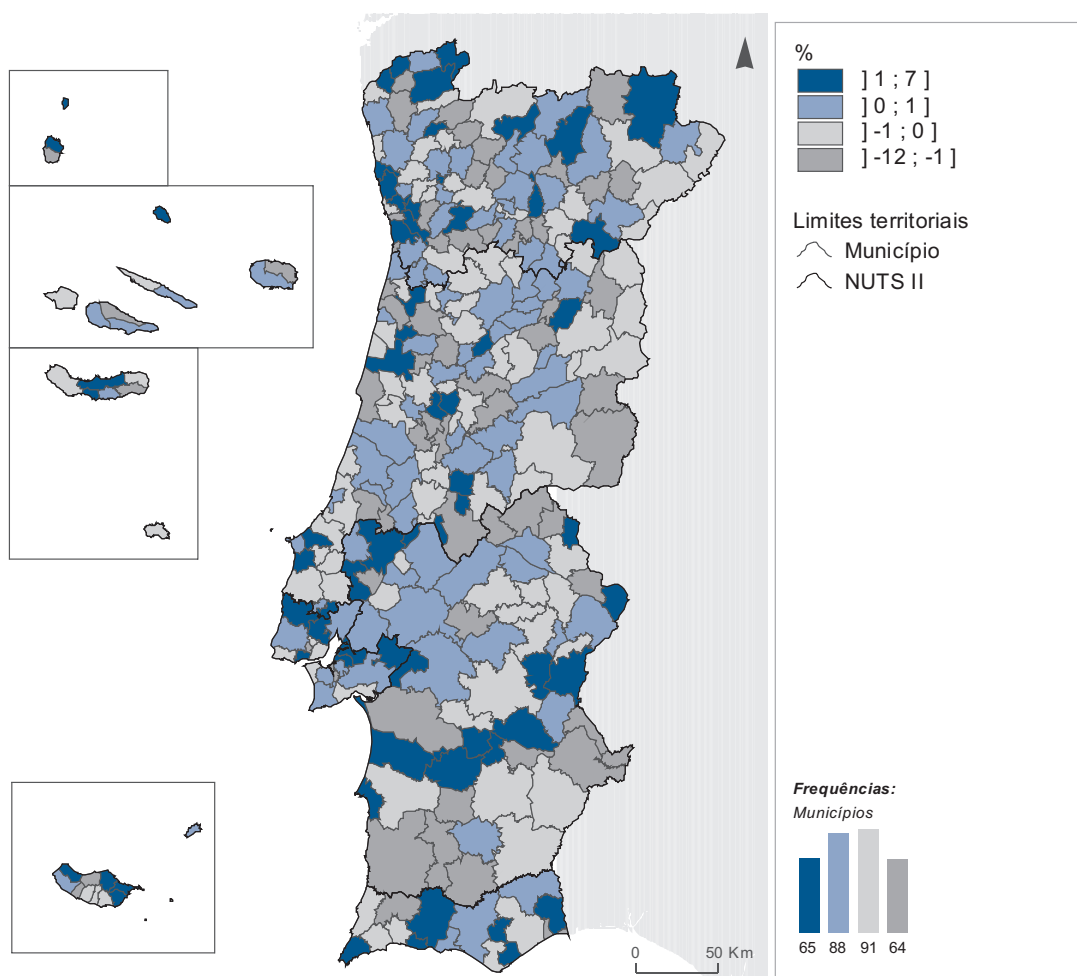 %
] 1 ; 7 ]
] 0 ; 1 ]
] -1 ; 0 ]
] -12 ; -1 ]
Limites territoriais
Município
NUTS II
Frequências:
Municípios
65 88 91 64
0 50 Km